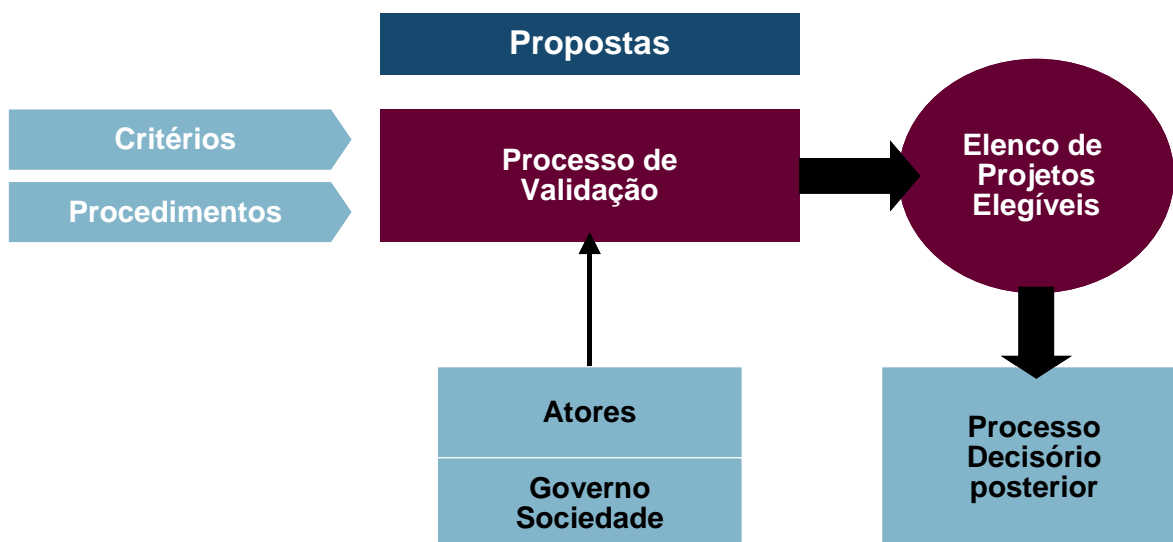 Propostas
Critérios
Procedimentos
Processo de
Validação
Elenco de
Projetos
Elegíveis
Atores
Governo
Sociedade
Processo
Decisório
posterior